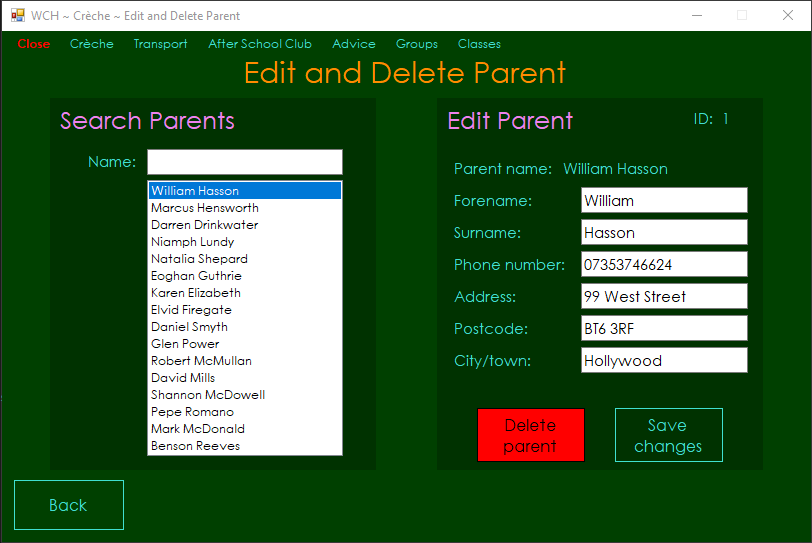 WCH ~ Crèche ~ Edit and Delete Parent
Close Crèche Transport After School Club Advice Groups Classes
Edit and Delete Parent
Search Parents
Name:
William Hasson
Marcus Hensworth
Darren Drinkwater
Niamph Lundy
Natalia Shepard
Eoghan Guthrie
Karen Elizabeth
Elvid Firegate
Daniel Smyth
Glen Power
Robert McMullan
David Mills
Shannon McDowell
Pepe Romano
Mark McDonald
Benson Reeves
Edit Parent
ID: 1
Parent name: William Hasson
Forename: William
Surname: Hasson
Phone number: 07353746624
Address: 99 West Street
Postcode: BT6 3RF
City/town: Hollywood
Delete
parent
Save
changes
Back